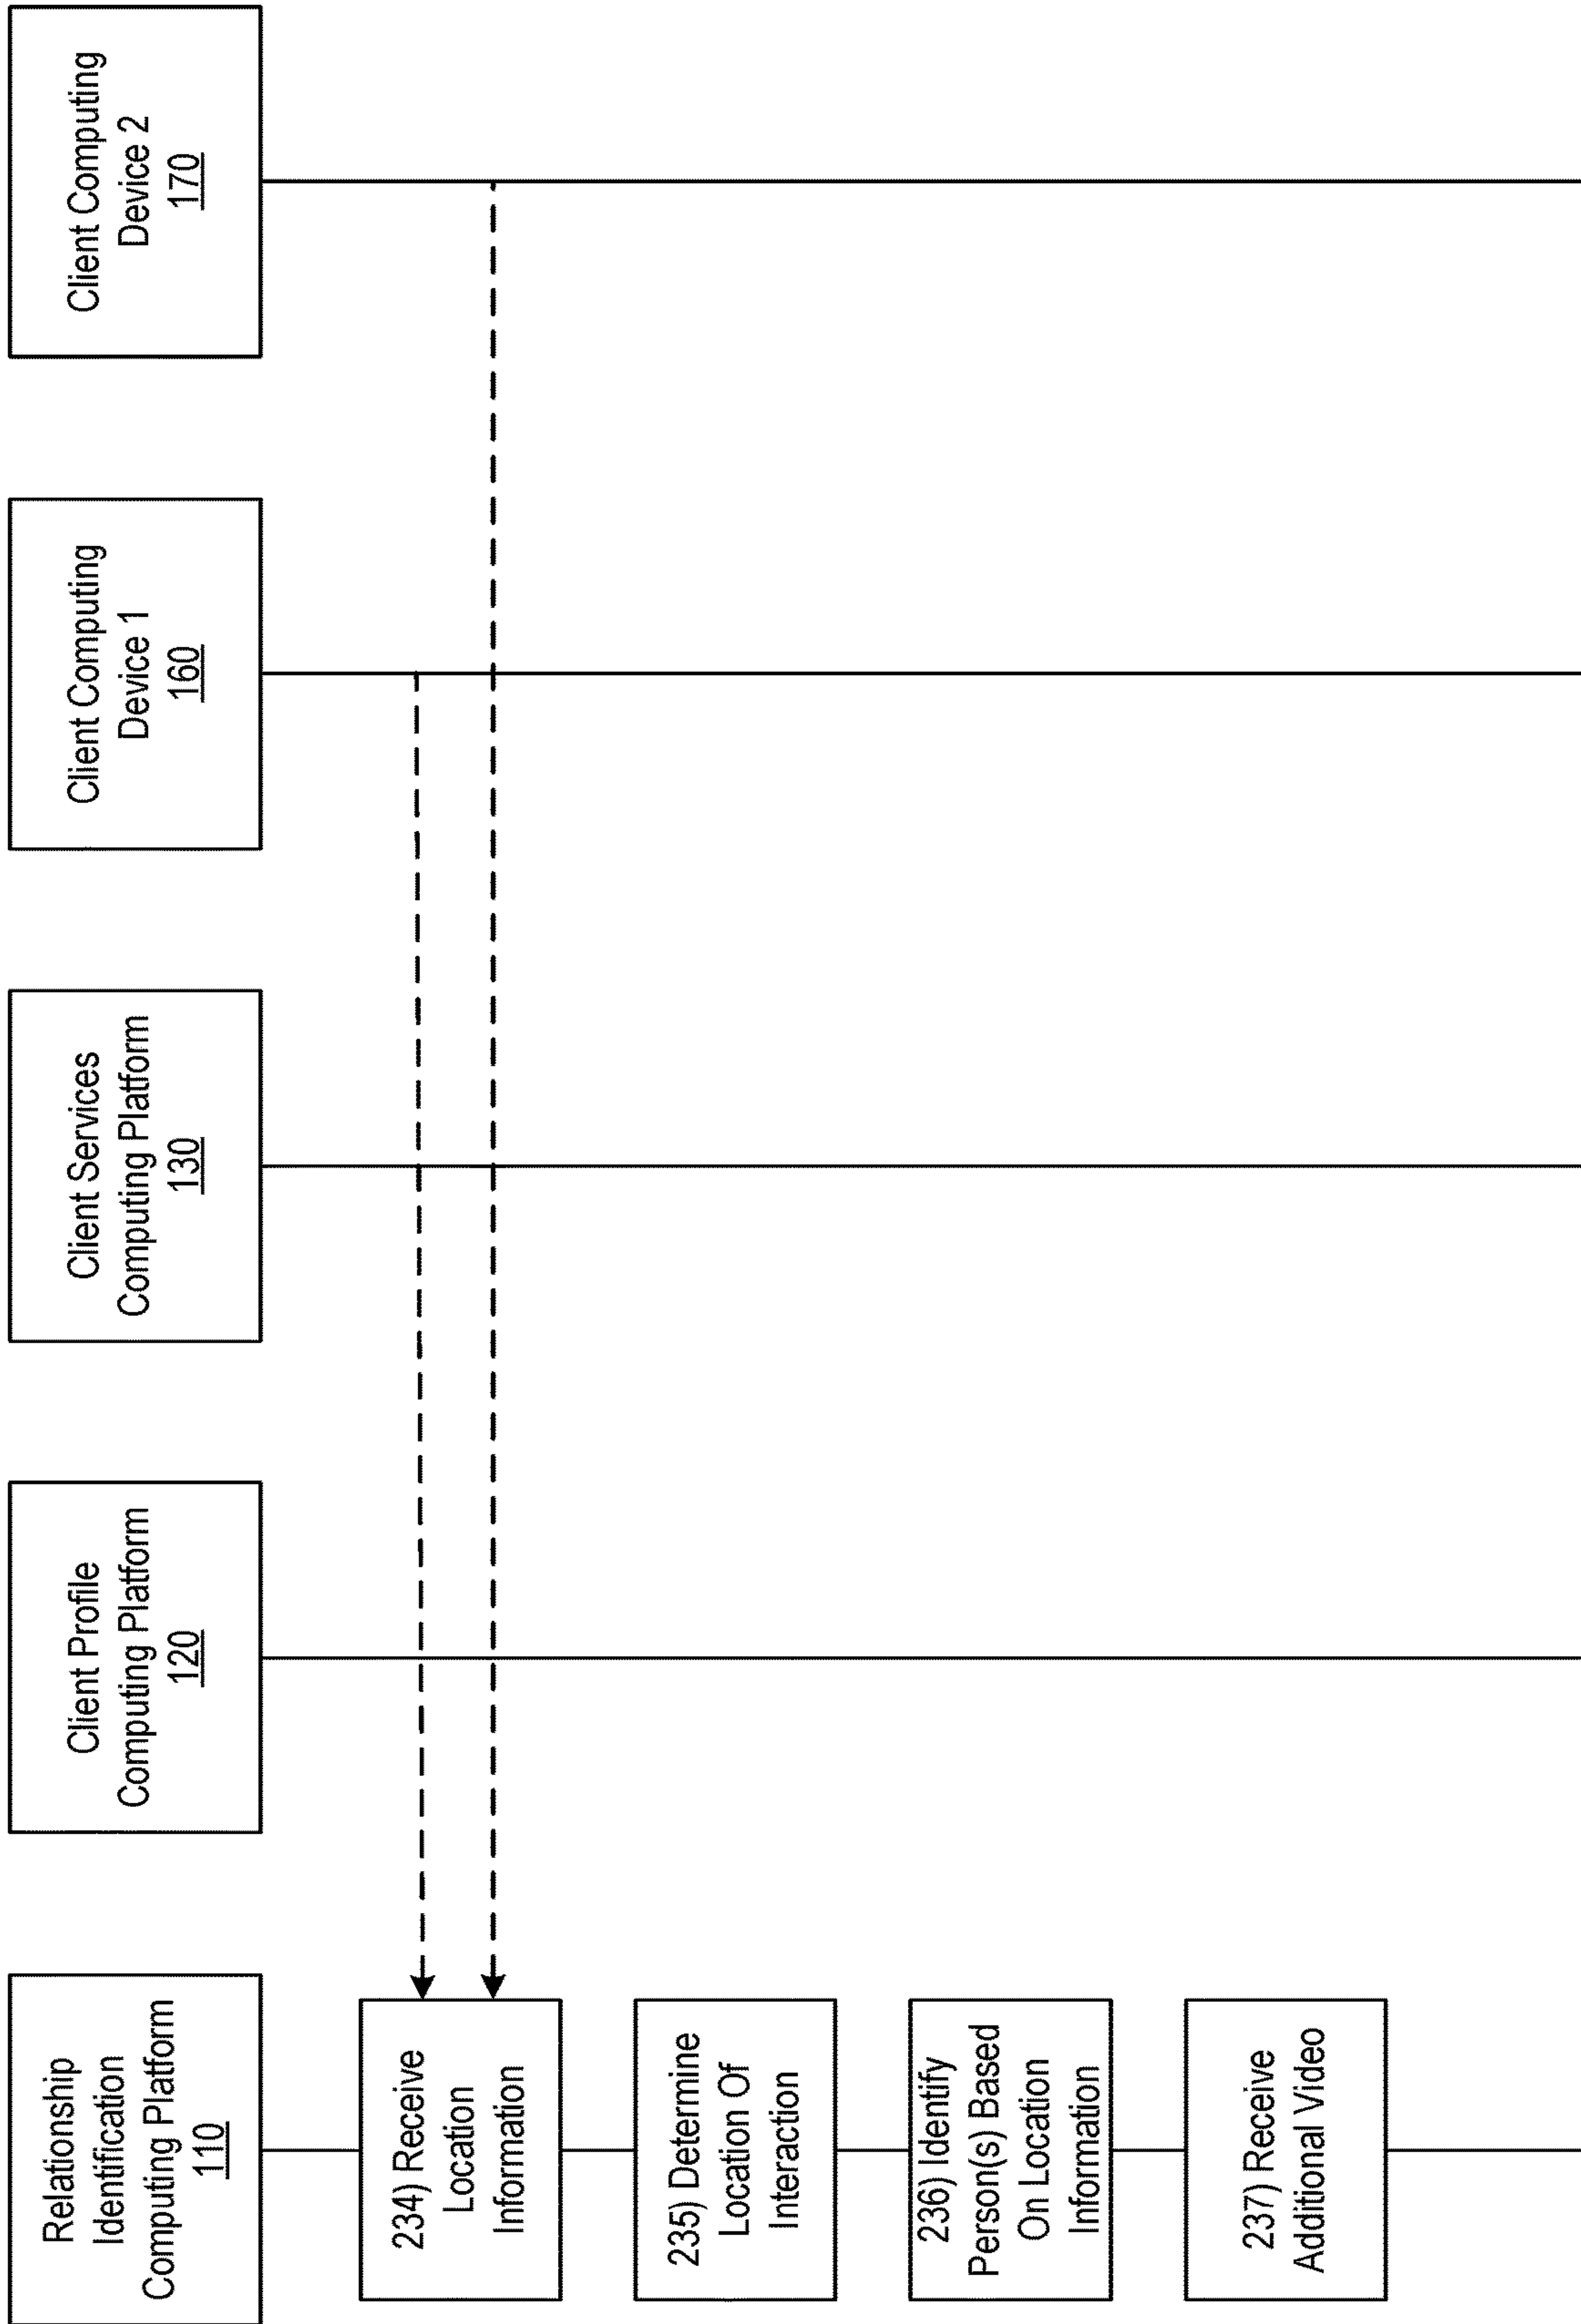 Relationship
Identification
Computing Platform
110
Client Profile
Computing Platform
120
Client Services
Computing Platform
130
Client Computing
Device 1
160
Client Computing
Device 2
170
234) Receive
Location
Information
235) Determine
Location Of
Interaction
236) Identify
Person(s) Based
On Location
Information
237) Receive
Additional Video